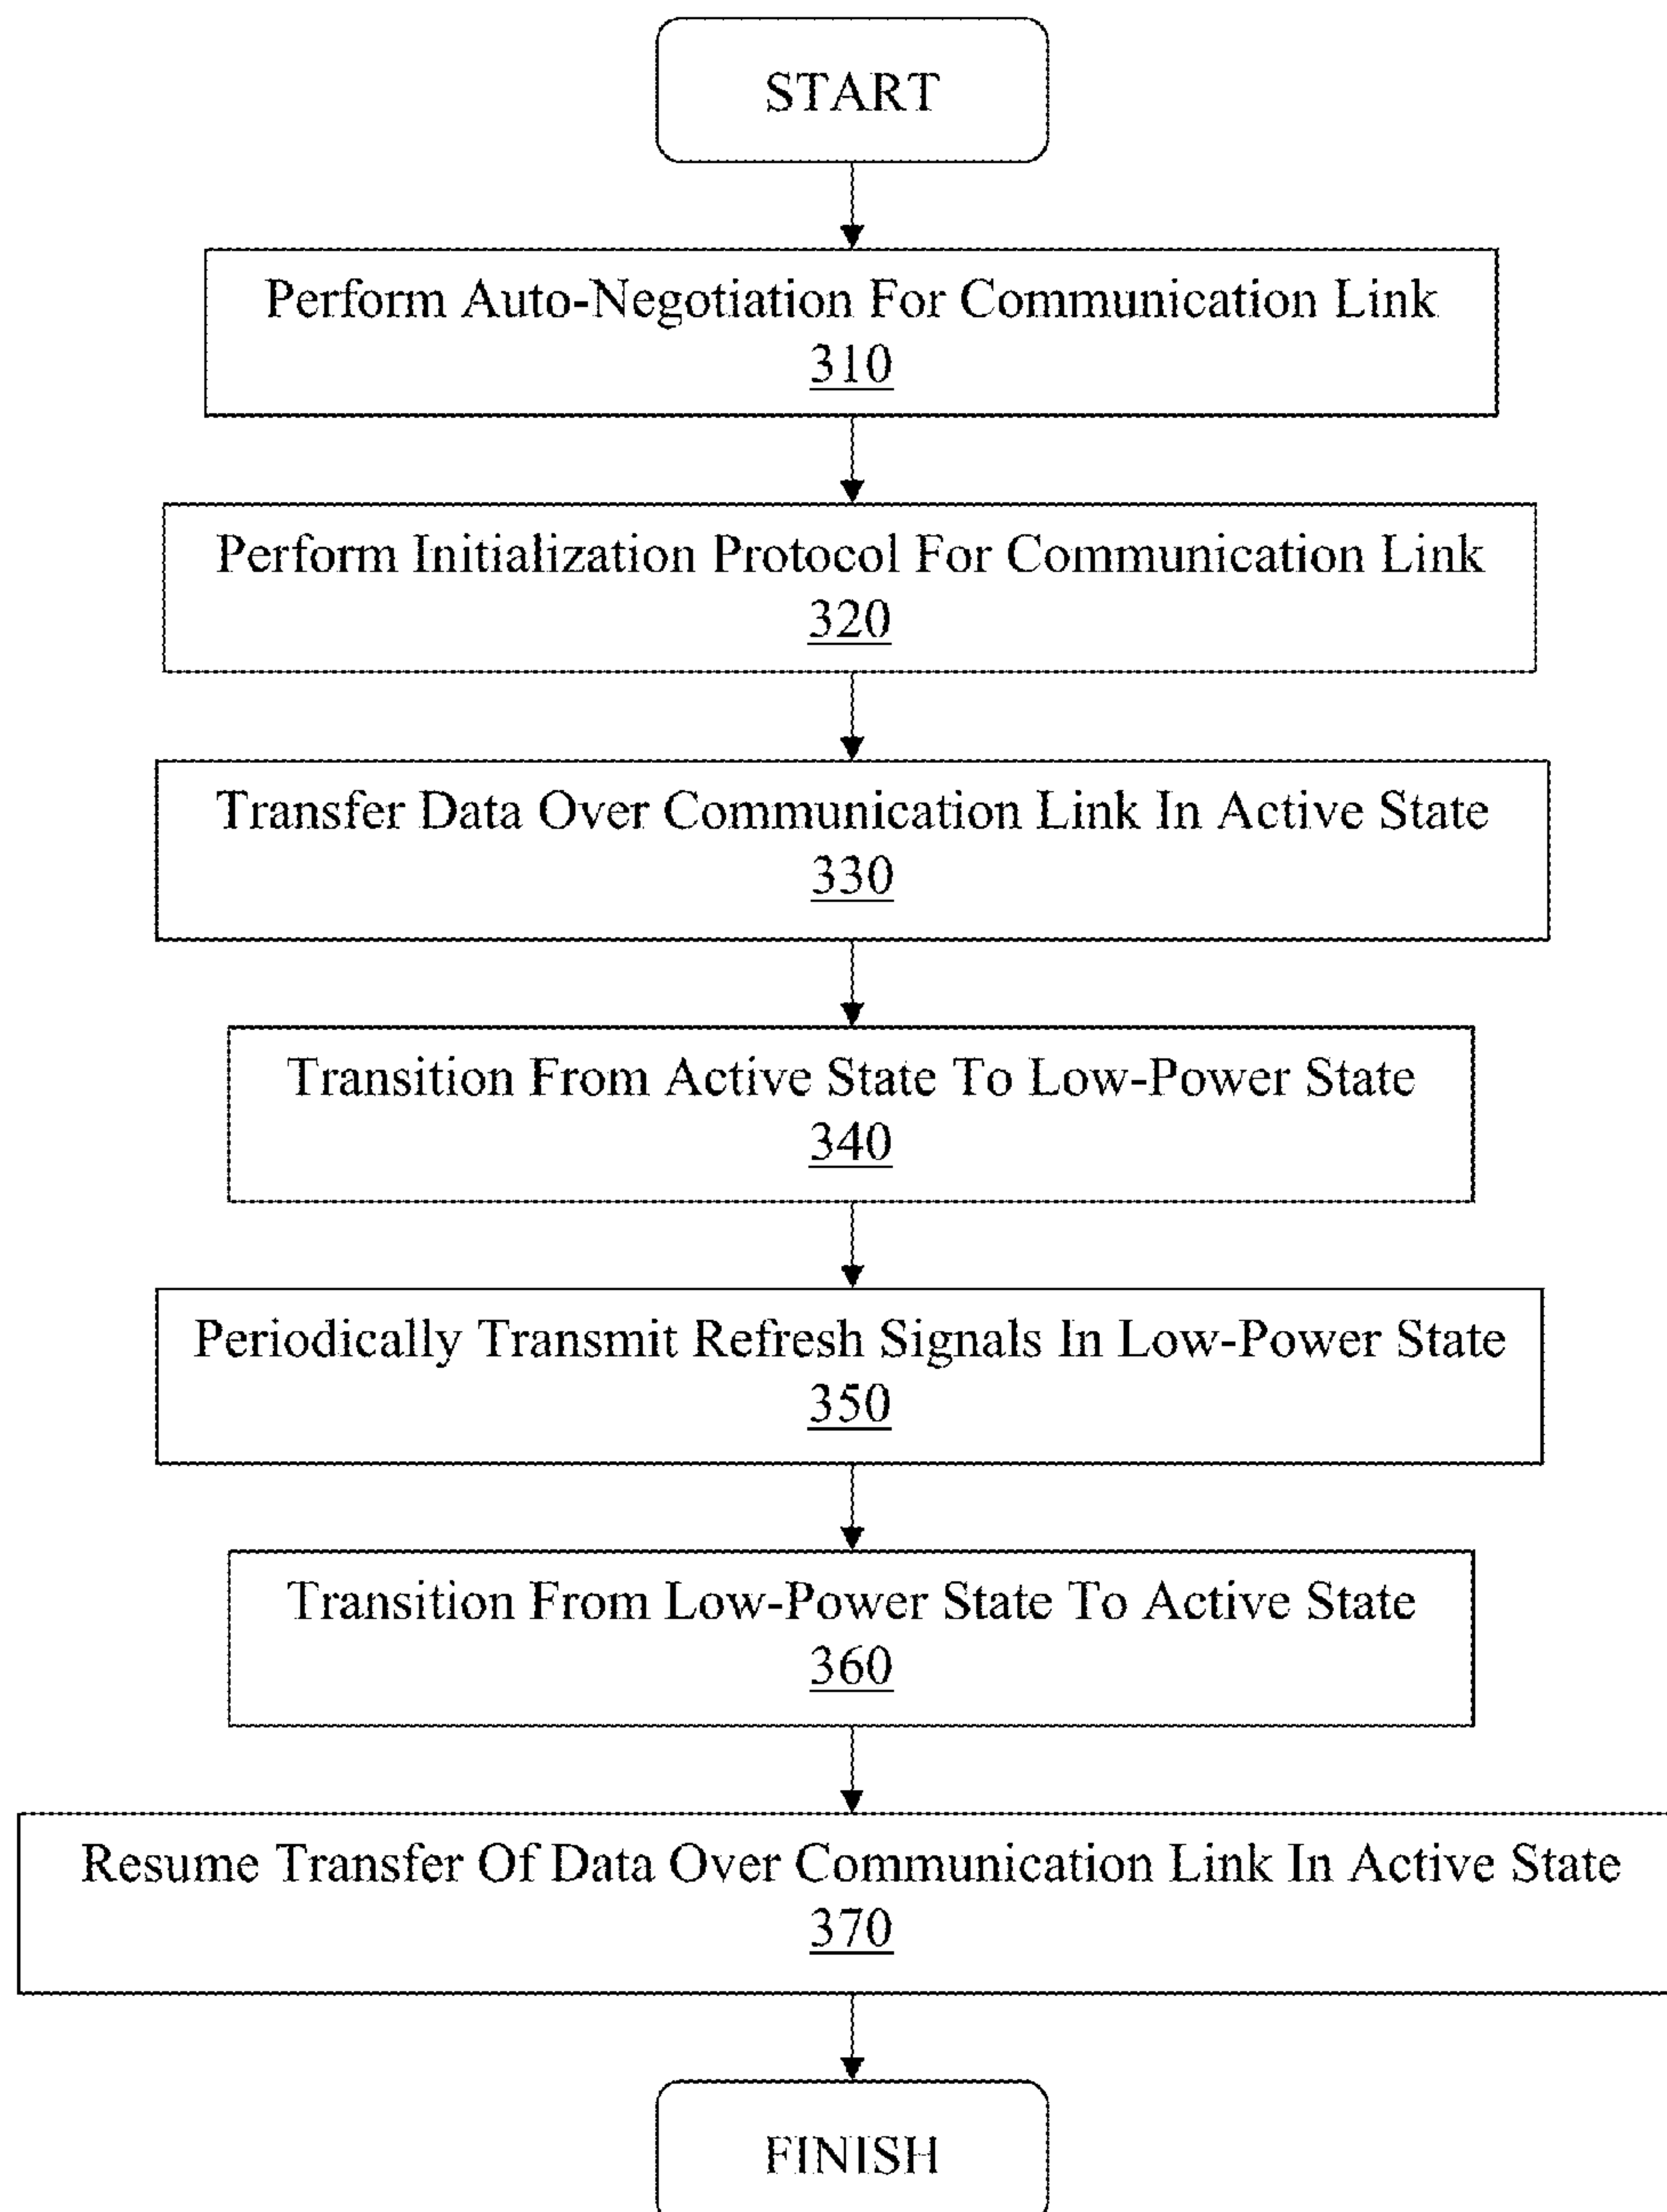 START
Perform Auto-Negotiation For Communication Link
310
Perform Initialization Protocol For Communication Link
320
Transfer Data Over Communication Link In Active State
330
Transition From Active State To Low-Power State
340
Periodically Transmit Refresh Signals In Low-Power State
350
Transition From Low-Power State To Active State
360
Resume Transfer Of Data Over Communication Link In Active State
370
FINISH